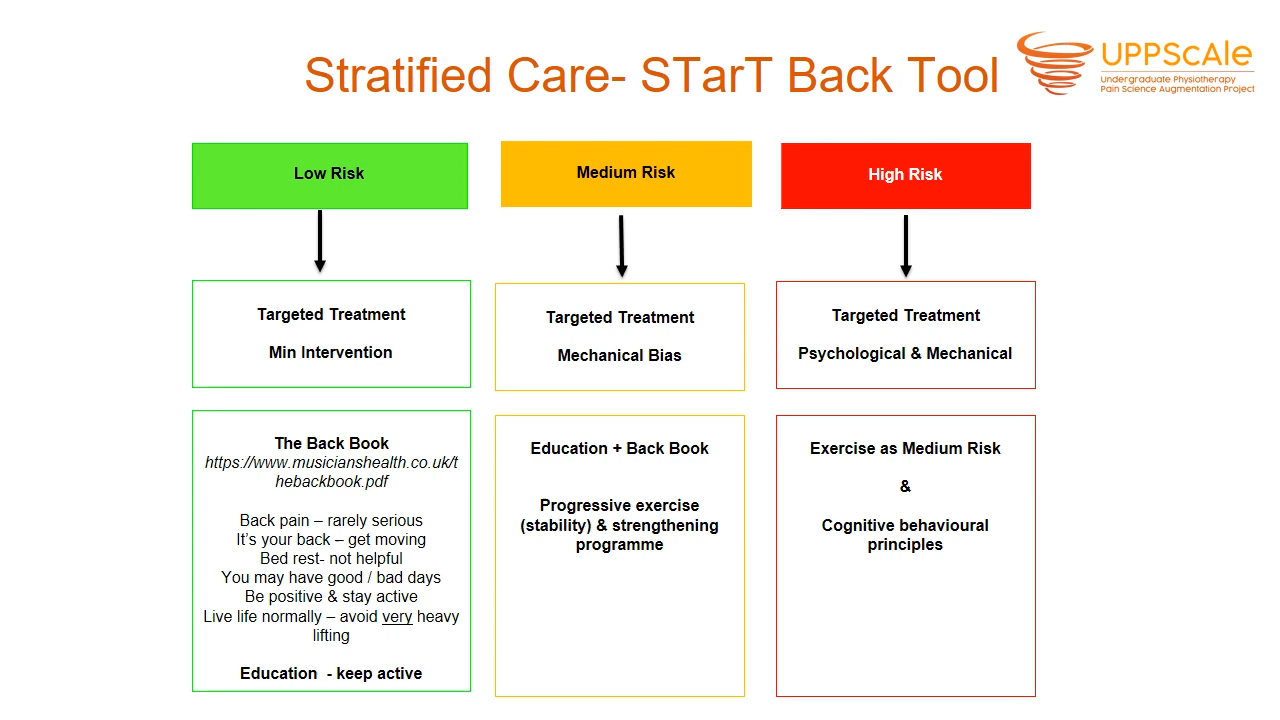 Stratified Care- STarT Back Tool
UPPScale
Undergraduate Physiotherapy
Pain Science Augmentation Project
Low Risk
Medium Risk
High Risk
Targeted Treatment
Min Intervention
Targeted Treatment
Mechanical Bias
Targeted Treatment
Psychological & Mechanical
The Back Book
https://www.musicianshealth.co.uk/t
hebackbook.pdf
Back pain – rarely serious
It's your back – get moving
Bed rest- not helpful
You may have good / bad days
Be positive & stay active
Live life normally – avoid very heavy
lifting
Education - keep active
Education + Back Book
Progressive exercise
(stability) & strengthening
programme
Exercise as Medium Risk
&
Cognitive behavioural
principles